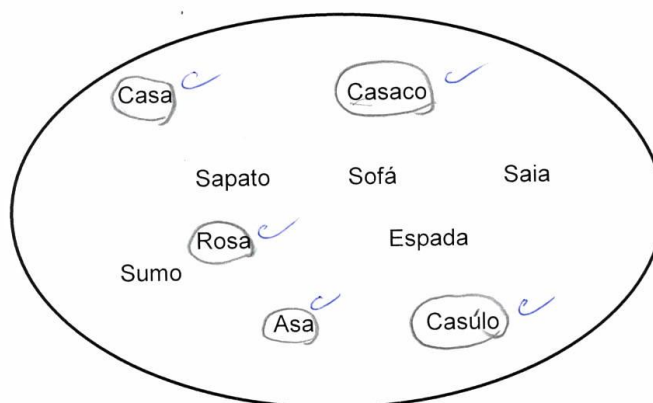 Casa Casaco
Sapato Sofá Saia
Rosa Espada
Sumo
Asa Casúlo